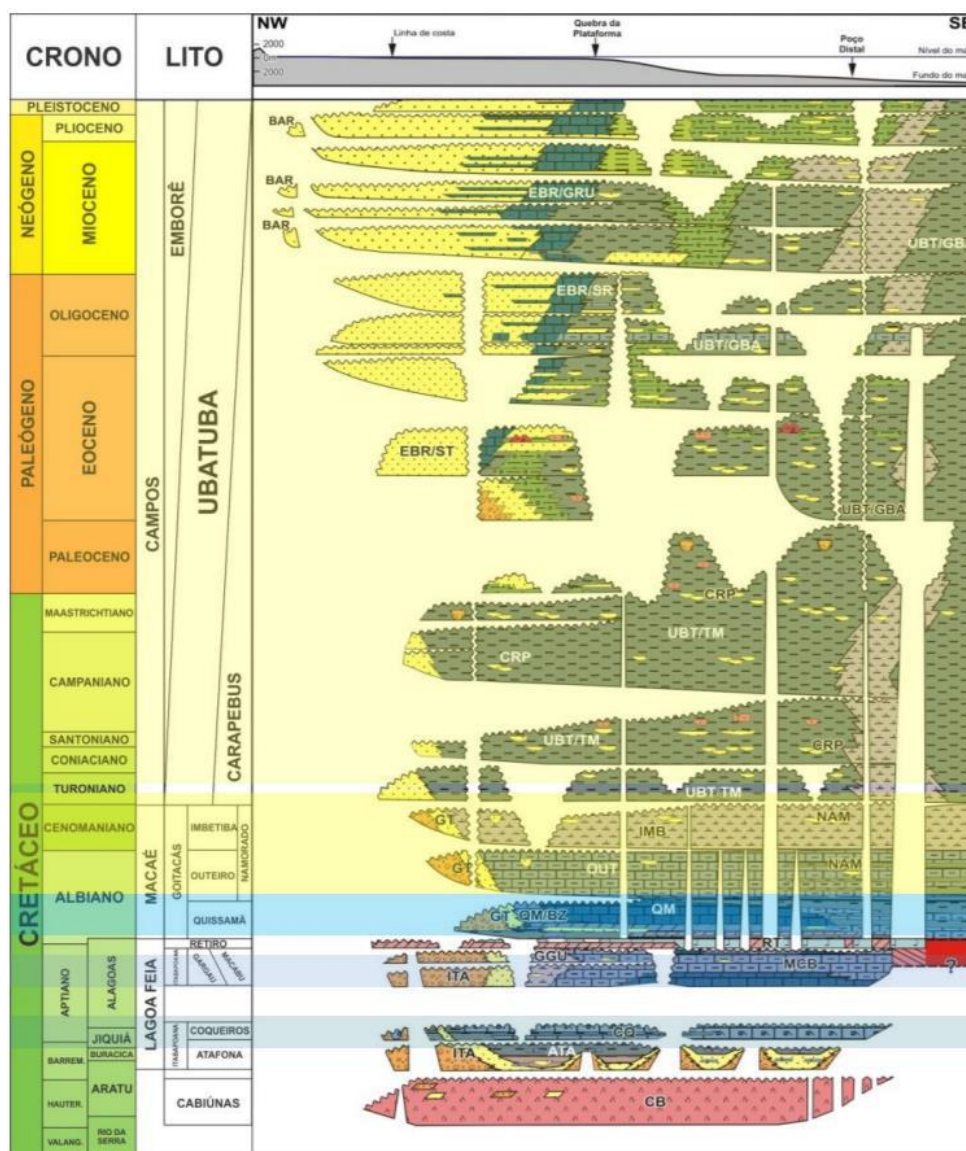 CRONO
LITO
NW
SE
Linha de costa
Quebra da
Plataforma
Poço
Distal
2000
0m
2000
Nível do ma
Fundo do ma
PLEISTOCENO
NEÓGENO
PLIOCENO
MIOCENO
PALEÓGENO
OLIGOCENO
EOCENO
PALEOCENO
CRETÁCEO
MAASTRICHTIANO
CAMPANIANO
SANTONIANO
CONIACIANO
TURONIANO
CENOMANIANO
ALBIANO
APTIANO
ALAGOAS
JIQUIÁ
BARREM.
BURACICA
ARATU
HAUTER.
VALANG.
RIO DA
SERRA
CAMPOS
UBATUBA
EMBORÊ
CARAPEBUS
MACAÉ
GOITACÁS
IMBETIBA
OUTEIRO
NAMORADO
QUISSAMÃ
LAGOA FEIA
RETIRO
ITABAPOANA
GARGAÚ
MACABU
ITABAPOANA
COQUEIROS
ATAFONA
CABIÚNAS
BAR
BAR
BAR
EBR/GRU
UBT/GBA
EBR/SR
UBT/GBA
EBR/ST
UBT/GBA
CRP
UBT/TM
CRP
UBT/TM
CRP
UBT TM
GT
IMB
NAM
GT
OUT
NAM
GT
QM/BZ
QM
RT
GGU
ITA
MCB
?
CQ
ITA
ATA
CB